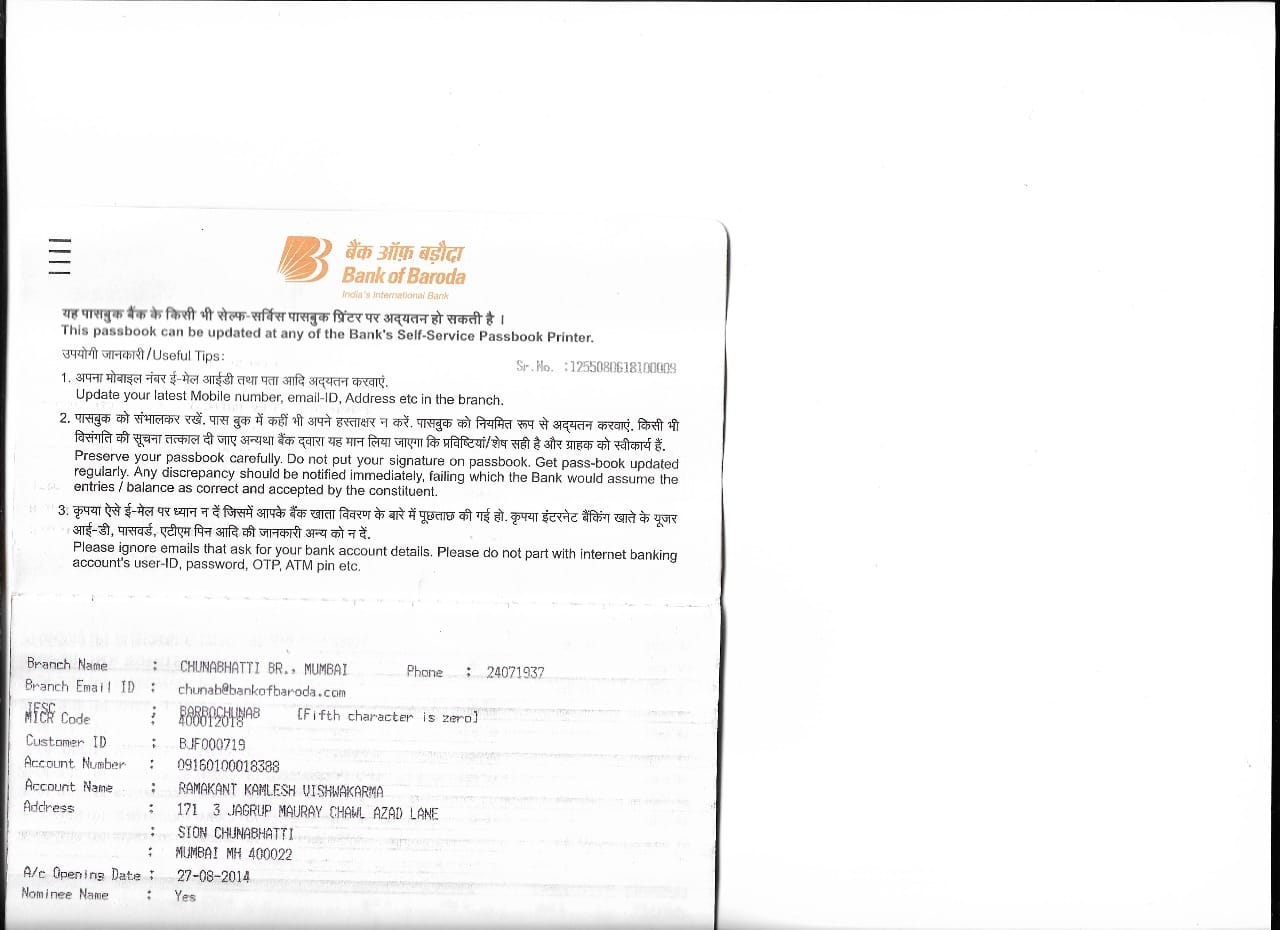 बैंक ऑफ़ बड़ौदा
Bank of Baroda
India's International Bank
यह पासबुक बैंक के किसी भी सेल्फ-सर्विस पासबुक प्रिंटर पर अद्यतन हो सकती है ।
This passbook can be updated at any of the Bank's Self-Service Passbook Printer.
उपयोगी जानकारी/Useful Tips:
Sr.No. :1255080618100009
1. अपना मोबाइल नंबर ई-मेल आईडी तथा पता आदि अद्यतन करवाएं.
Update your latest Mobile number, email-ID, Address etc in the branch.
2. पासबुक को संभालकर रखें. पास बुक में कहीं भी अपने हस्ताक्षर न करें. पासबुक को नियमित रूप से अद्यतन करवाएं. किसी भी
विसंगति की सूचना तत्काल दी जाए अन्यथा बैंक द्वारा यह मान लिया जाएगा कि प्रविष्टियां/शेष सही है और ग्राहक को स्वीकार्य हैं.
Preserve your passbook carefully. Do not put your signature on passbook. Get pass-book updated
regularly. Any discrepancy should be notified immediately, failing which the Bank would assume the
entries / balance as correct and accepted by the constituent.
3. कृपया ऐसे ई-मेल पर ध्यान न दें जिसमें आपके बैंक खाता विवरण के बारे में पूछताछ की गई हो. कृपया इंटरनेट बैंकिंग खाते के यूजर
आई-डी, पासवर्ड, एटीएम पिन आदि की जानकारी अन्य को न दें.
Please ignore emails that ask for your bank account details. Please do not part with internet banking
account's user-ID, password, OTP, ATM pin etc.
Branch Name : CHUNABHATTI BR., MUMBAI Phone : 24071937
Branch Email ID : chunab@bankofbaroda.com
IFSC : BARB0CHUNAB [Fifth character is zero]
MICR Code : 400012018
Customer ID : BJF000719
Account Number : 09160100018388
Account Name : RAMAKANT KAMLESH VISHWAKARMA
Address : 171 3 JAGRUP MAURAY CHAWL AZAD LANE
: SION CHUNABHATTI
: MUMBAI MH 400022
A/c Opening Date : 27-08-2014
Nominee Name : Yes